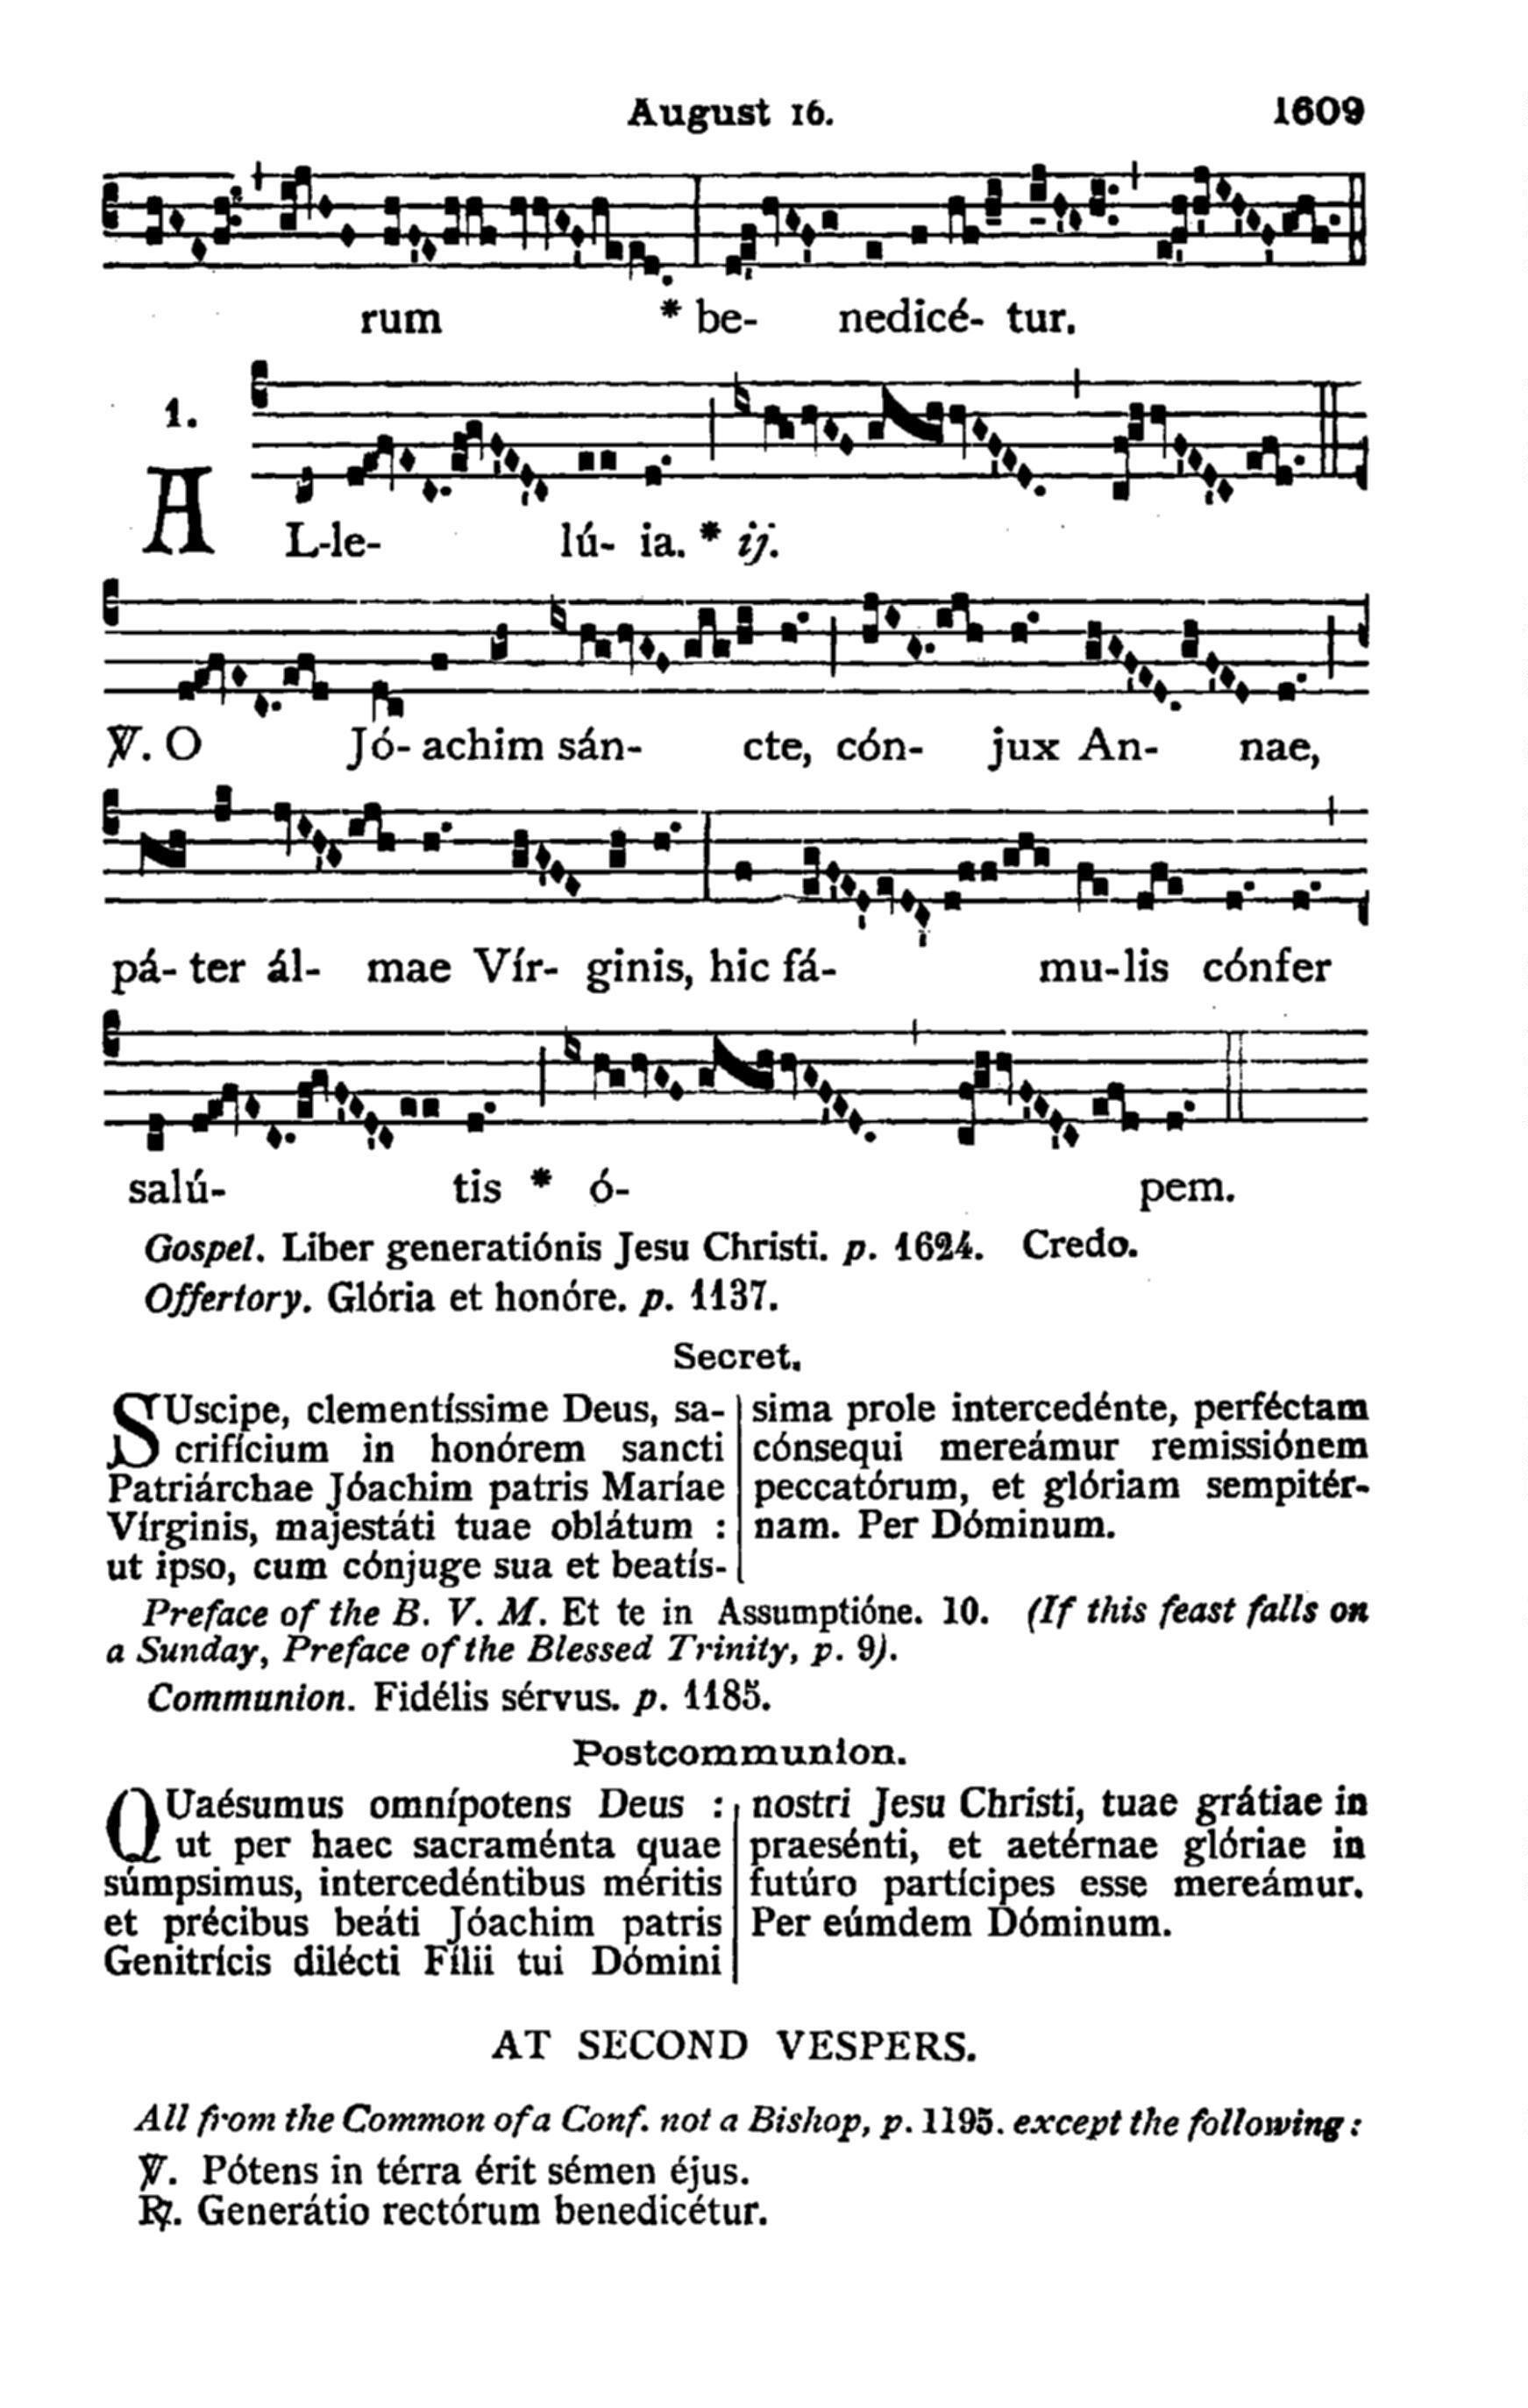 August 16.
1609
rum * be- nedicé- tur.
1.
AL-le- lú- ia. * ij.
℣. O Jó- achim sán- cte, cón- jux An- nae,
pá- ter ál- mae Vír- ginis, hic fá- mu-lis cónfer
salú- tis * ó- pem.
Gospel. Liber generatiónis Jesu Christi. p. 1624. Credo.
Offertory. Glória et honóre. p. 1137.
Secret.
SUscipe, clementíssime Deus, sa-
crifícium in honórem sancti
Patriárchae Jóachim patris Maríae
Vírginis, majestáti tuae oblátum :
ut ipso, cum cónjuge sua et beatís-
sima prole intercedénte, perféctam
cónsequi mereámur remissiónem
peccatórum, et glóriam sempitér-
nam. Per Dóminum.
Preface of the B. V. M. Et te in Assumptióne. 10. (If this feast falls on
a Sunday, Preface of the Blessed Trinity, p. 9).
Communion. Fidélis sérvus. p. 1185.
Postcommunion.
QUaésumus omnípotens Deus :
ut per haec sacraménta quae
súmpsimus, intercedéntibus méritis
et précibus beáti Jóachim patris
Genitrícis dilécti Fílii tui Dómini
nostri Jesu Christi, tuae grátiae in
praesénti, et aetérnae glóriae in
futúro partícipes esse mereámur.
Per eúmdem Dóminum.
AT SECOND VESPERS.
All from the Common of a Conf. not a Bishop, p. 1195. except the following :
℣. Pótens in térra érit sémen éjus.
℟. Generátio rectórum benedicétur.